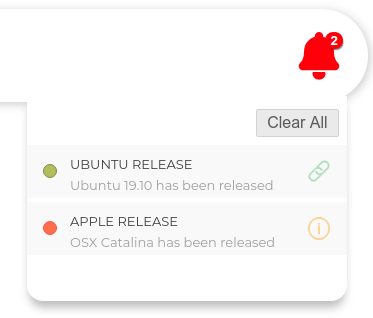 2
Clear All
UBUNTU RELEASE
Ubuntu 19.10 has been released
APPLE RELEASE
OSX Catalina has been released